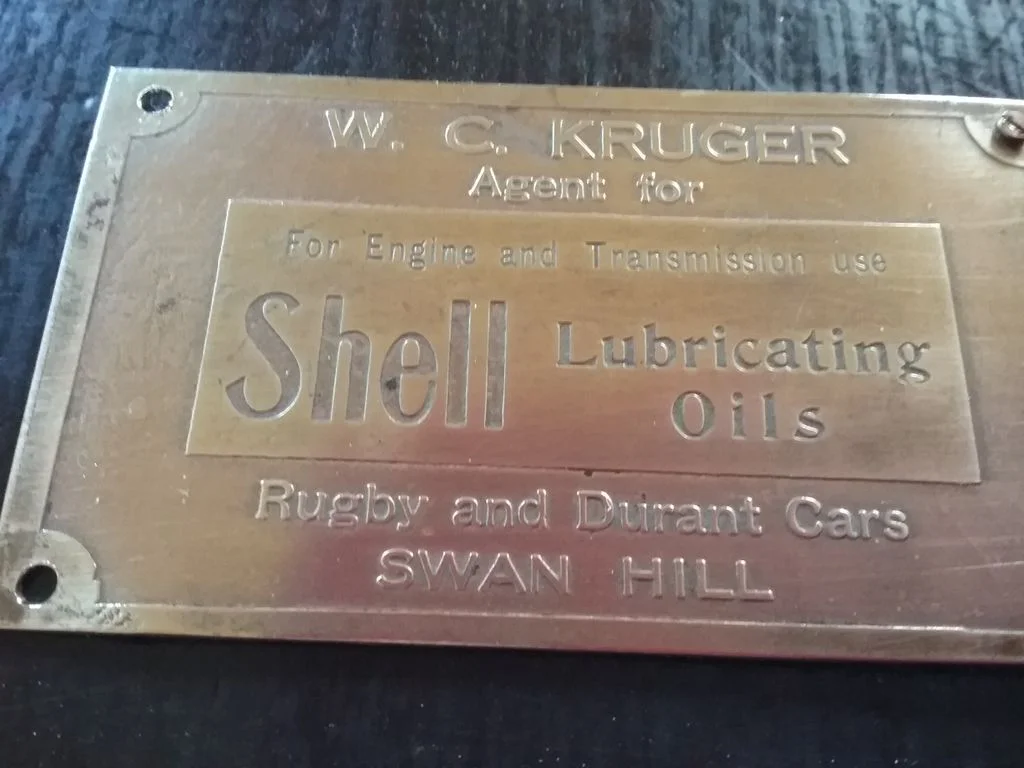 W. C. KRUGER
Agent for
For Engine and Transmission use
Shell Lubricating
Oils
Rugby and Durant Cars
SWAN HILL